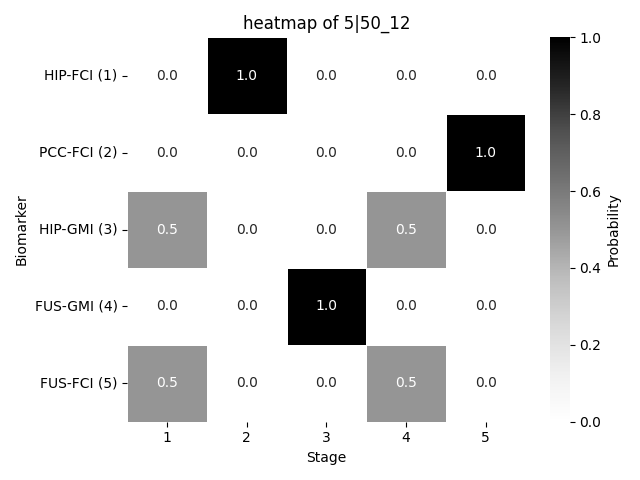 heatmap of 5|50_12
HIP-FCI (1) 0.0 1.0 0.0 0.0 0.0
PCC-FCI (2) 0.0 0.0 0.0 0.0 1.0
HIP-GMI (3) 0.5 0.0 0.0 0.5 0.0
FUS-GMI (4) 0.0 0.0 1.0 0.0 0.0
FUS-FCI (5) 0.5 0.0 0.0 0.5 0.0
1 2 3 4 5
Stage
Biomarker
1.0
0.8
0.6
0.4
0.2
0.0
Probability